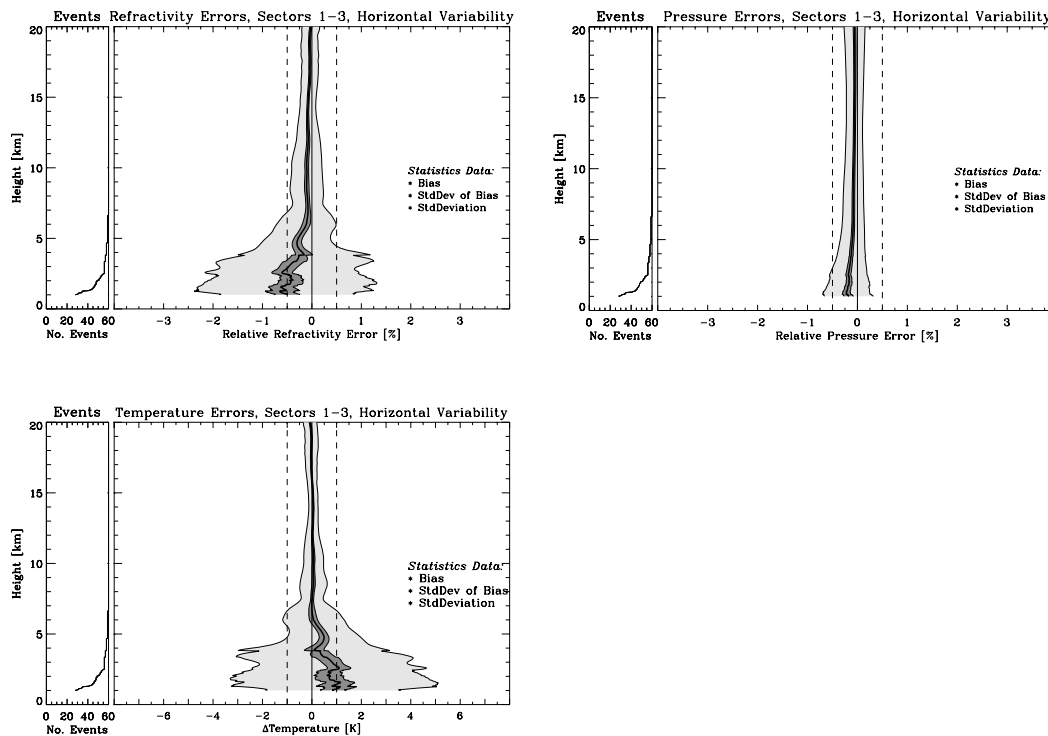 Events Refractivity Errors, Sectors 1-3, Horizontal Variability
20
15
10
5
0
Height [km]
Statistics Data:
* Bias
* StdDev of Bias
* StdDeviation
0 20 40 60 -3 -2 -1 0 1 2 3
No. Events Relative Refractivity Error [%]
Events Pressure Errors, Sectors 1-3, Horizontal Variability
20
15
10
5
0
Height [km]
Statistics Data:
* Bias
* StdDev of Bias
* StdDeviation
0 20 40 60 -3 -2 -1 0 1 2 3
No. Events Relative Pressure Error [%]
Events Temperature Errors, Sectors 1-3, Horizontal Variability
20
15
10
5
0
Height [km]
Statistics Data:
* Bias
* StdDev of Bias
* StdDeviation
0 20 40 60 -6 -4 -2 0 2 4 6
No. Events ΔTemperature [K]